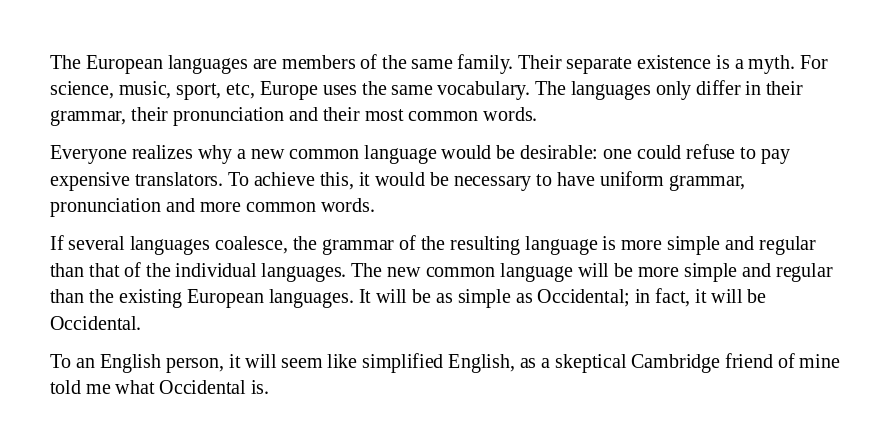 The European languages are members of the same family. Their separate existence is a myth. For
science, music, sport, etc, Europe uses the same vocabulary. The languages only differ in their
grammar, their pronunciation and their most common words.
Everyone realizes why a new common language would be desirable: one could refuse to pay
expensive translators. To achieve this, it would be necessary to have uniform grammar,
pronunciation and more common words.
If several languages coalesce, the grammar of the resulting language is more simple and regular
than that of the individual languages. The new common language will be more simple and regular
than the existing European languages. It will be as simple as Occidental; in fact, it will be
Occidental.
To an English person, it will seem like simplified English, as a skeptical Cambridge friend of mine
told me what Occidental is.